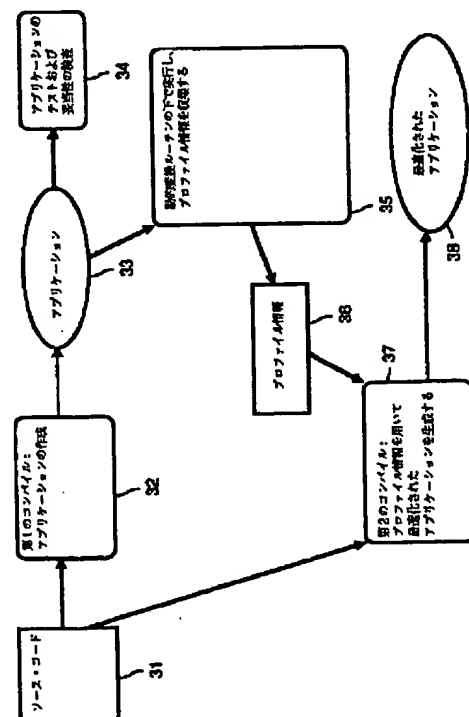 ソース・コード
31
第1のコンパイル：
アプリケーションの作成
32
アプリケーション
33
アプリケーションの
テストおよび
妥当性の検査
34
動的変換ルーチンの下で実行し、
プロファイル情報を収集する
35
プロファイル情報
36
第2のコンパイル：
プロファイル情報を用いて
最適化された
アプリケーションを生成する
37
最適化された
アプリケーション
38